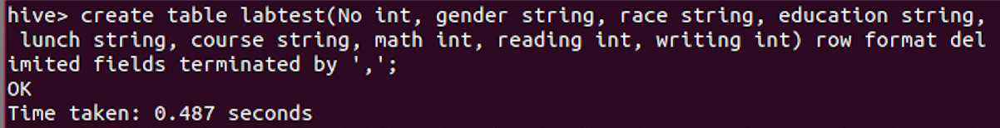 hive> create table labtest(No int, gender string, race string, education string,
 lunch string, course string, math int, reading int, writing int) row format del
imited fields terminated by ',';
OK
Time taken: 0.487 seconds